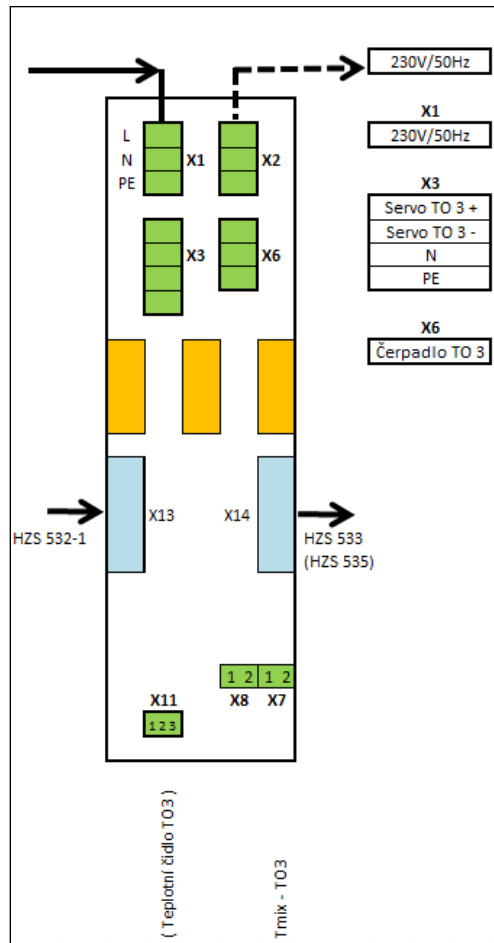 230V/50Hz
X1
230V/50Hz
L
N
PE
X1
X2
X3
Servo TO 3 +
Servo TO 3 -
N
PE
X3
X6
X6
Čerpadlo TO 3
X13
X14
HZS 532-1
HZS 533
(HZS 535)
1 2
1 2
X8
X7
X11
1 2 3
( Teplotní čidlo TO3 )
Tmix - TO3